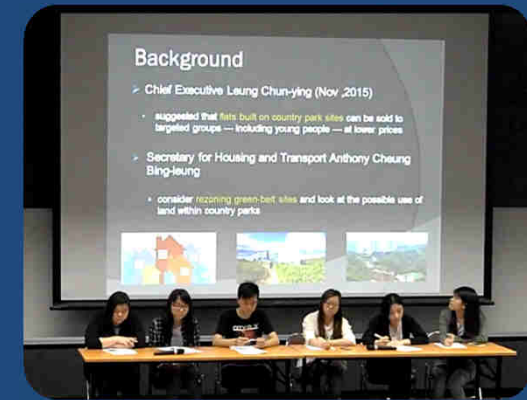 Background
Chief Executive Leung Chun-ying (Nov ,2015)
suggested that flats built on country park sites can be sold to
targeted groups — including young people — at lower prices
Secretary for Housing and Transport Anthony Cheung
Bing-leung
consider rezoning green-belt sites and look at the possible use of
land within country parks